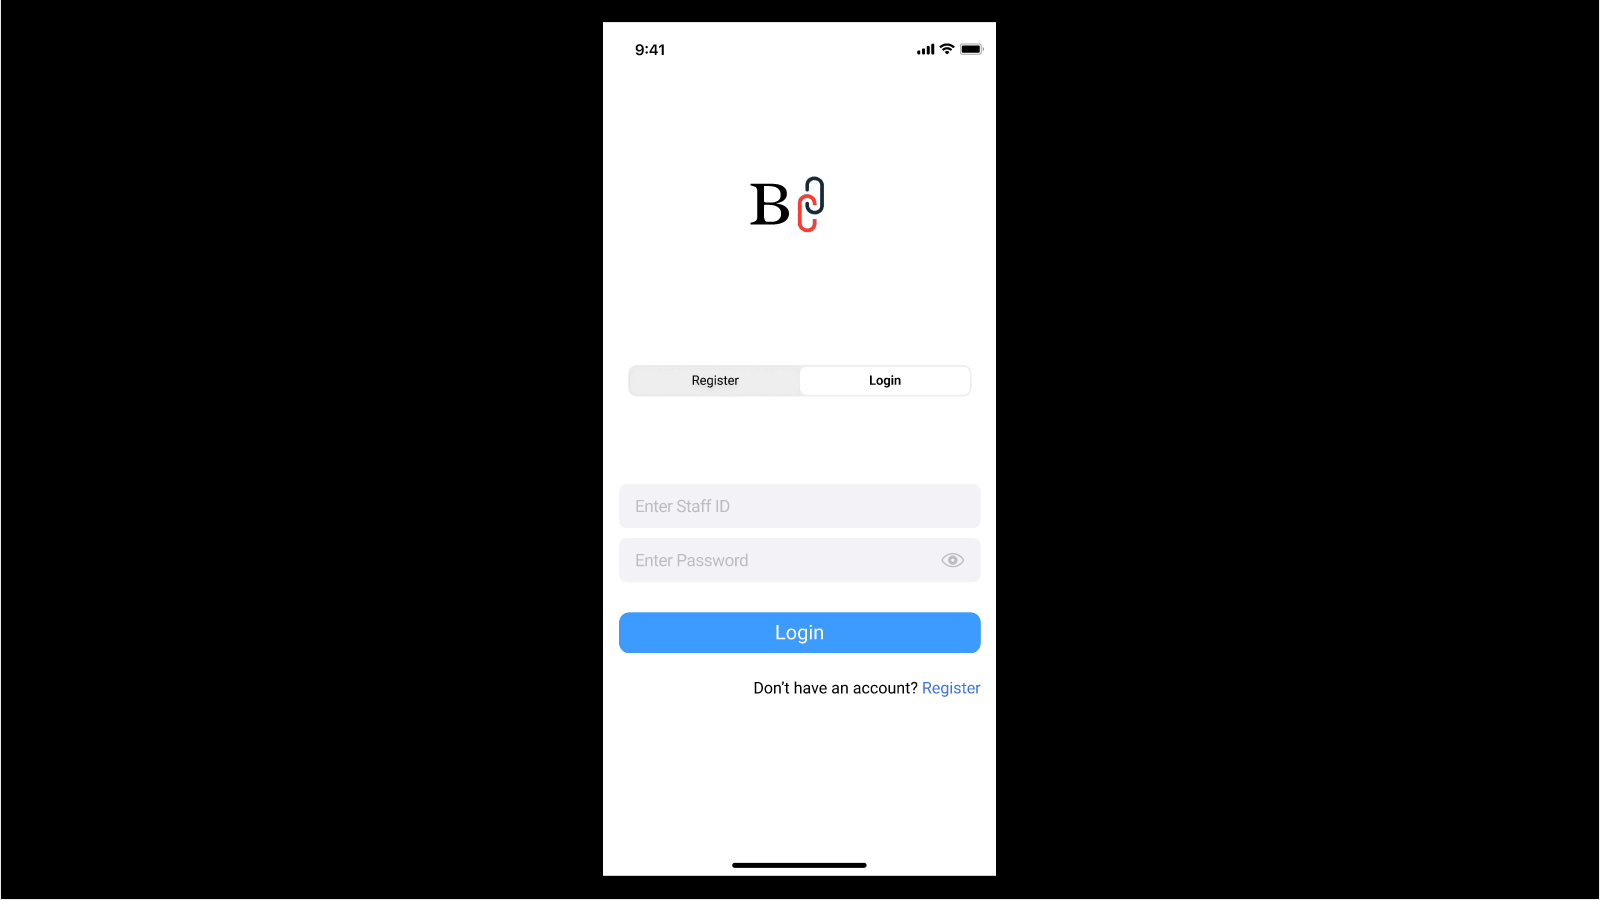 9:41
B
Register Login
Enter Staff ID
Enter Password
Login
Don't have an account? Register